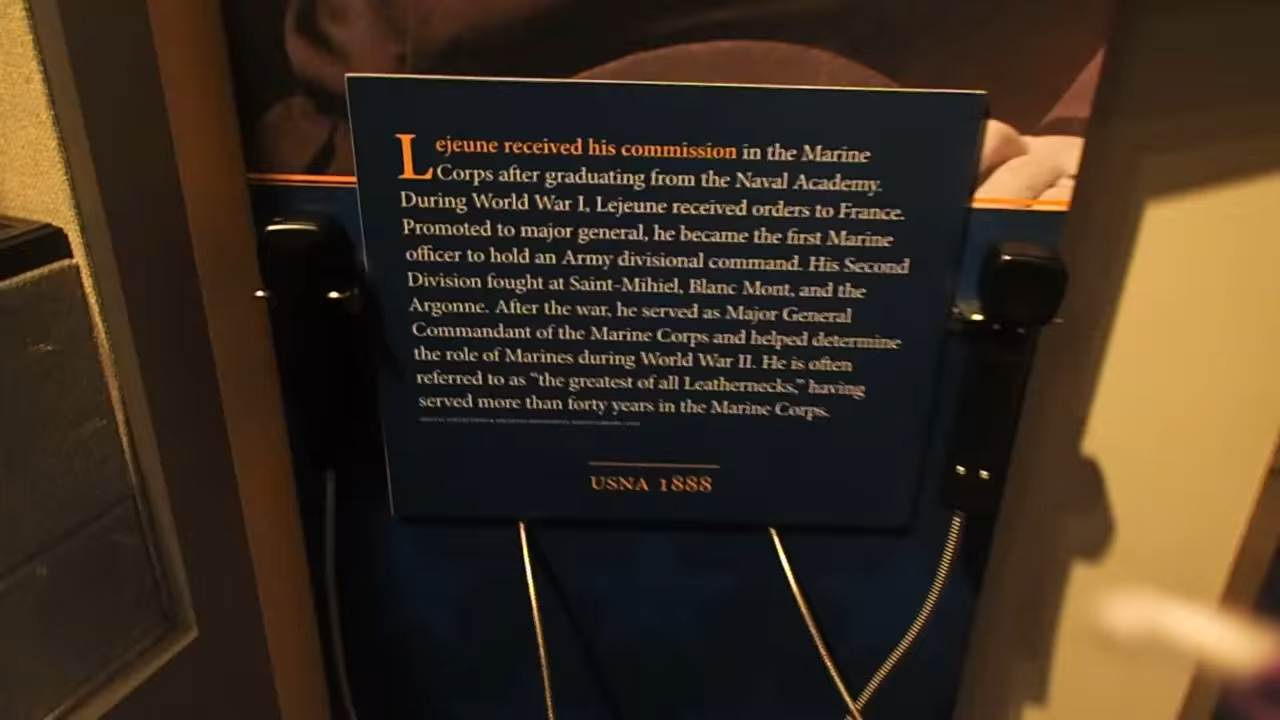 Lejeune received his commission in the Marine
Corps after graduating from the Naval Academy.
During World War I, Lejeune received orders to France.
Promoted to major general, he became the first Marine
officer to hold an Army divisional command. His Second
Division fought at Saint-Mihiel, Blanc Mont, and the
Argonne. After the war, he served as Major General
Commandant of the Marine Corps and helped determine
the role of Marines during World War II. He is often
referred to as “the greatest of all Leathernecks,” having
served more than forty years in the Marine Corps.
USNA 1888